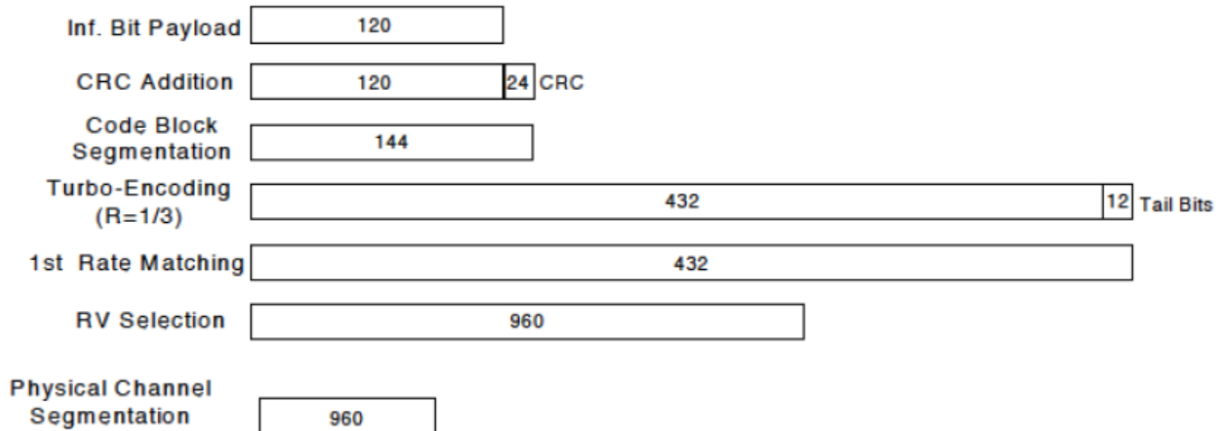 Inf. Bit Payload 120
CRC Addition 120 24 CRC
Code Block
Segmentation 144
Turbo-Encoding
(R=1/3) 432 12 Tail Bits
1st Rate Matching 432
RV Selection 960
Physical Channel
Segmentation 960